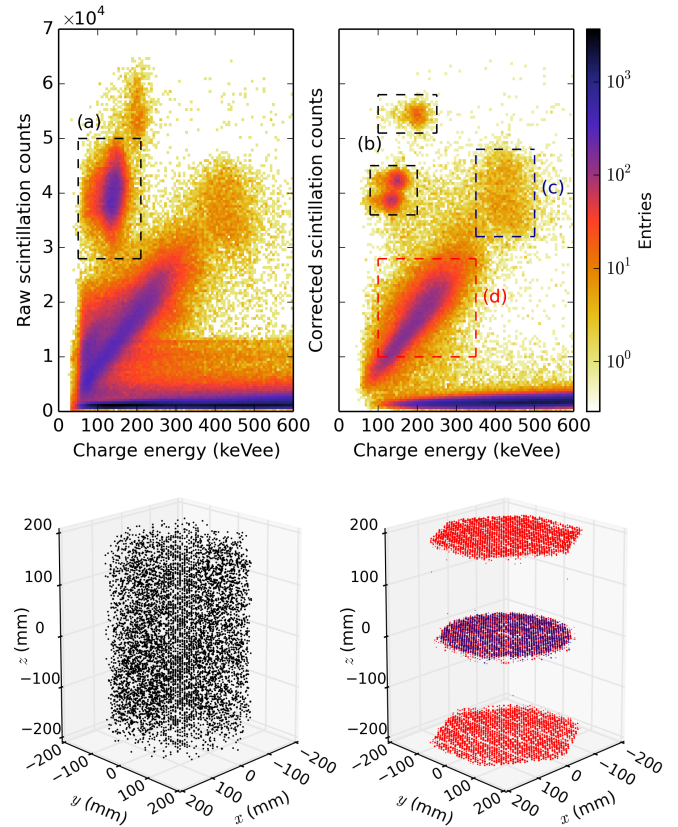 7 ×10⁴
6
5
4
3
2
1
0
Raw scintillation counts
(a)
0 100 200 300 400 500 600
Charge energy (keVee)
Corrected scintillation counts
(b)
(c)
(d)
0 100 200 300 400 500 600
Charge energy (keVee)
10³
10²
10¹
10⁰
Entries
200
100
0
−100
−200
z (mm)
−200
−100
0
100
200
y (mm)
−200
−100
0
100
200
x (mm)
200
100
0
−100
−200
z (mm)
−200
−100
0
100
200
y (mm)
−200
−100
0
100
200
x (mm)